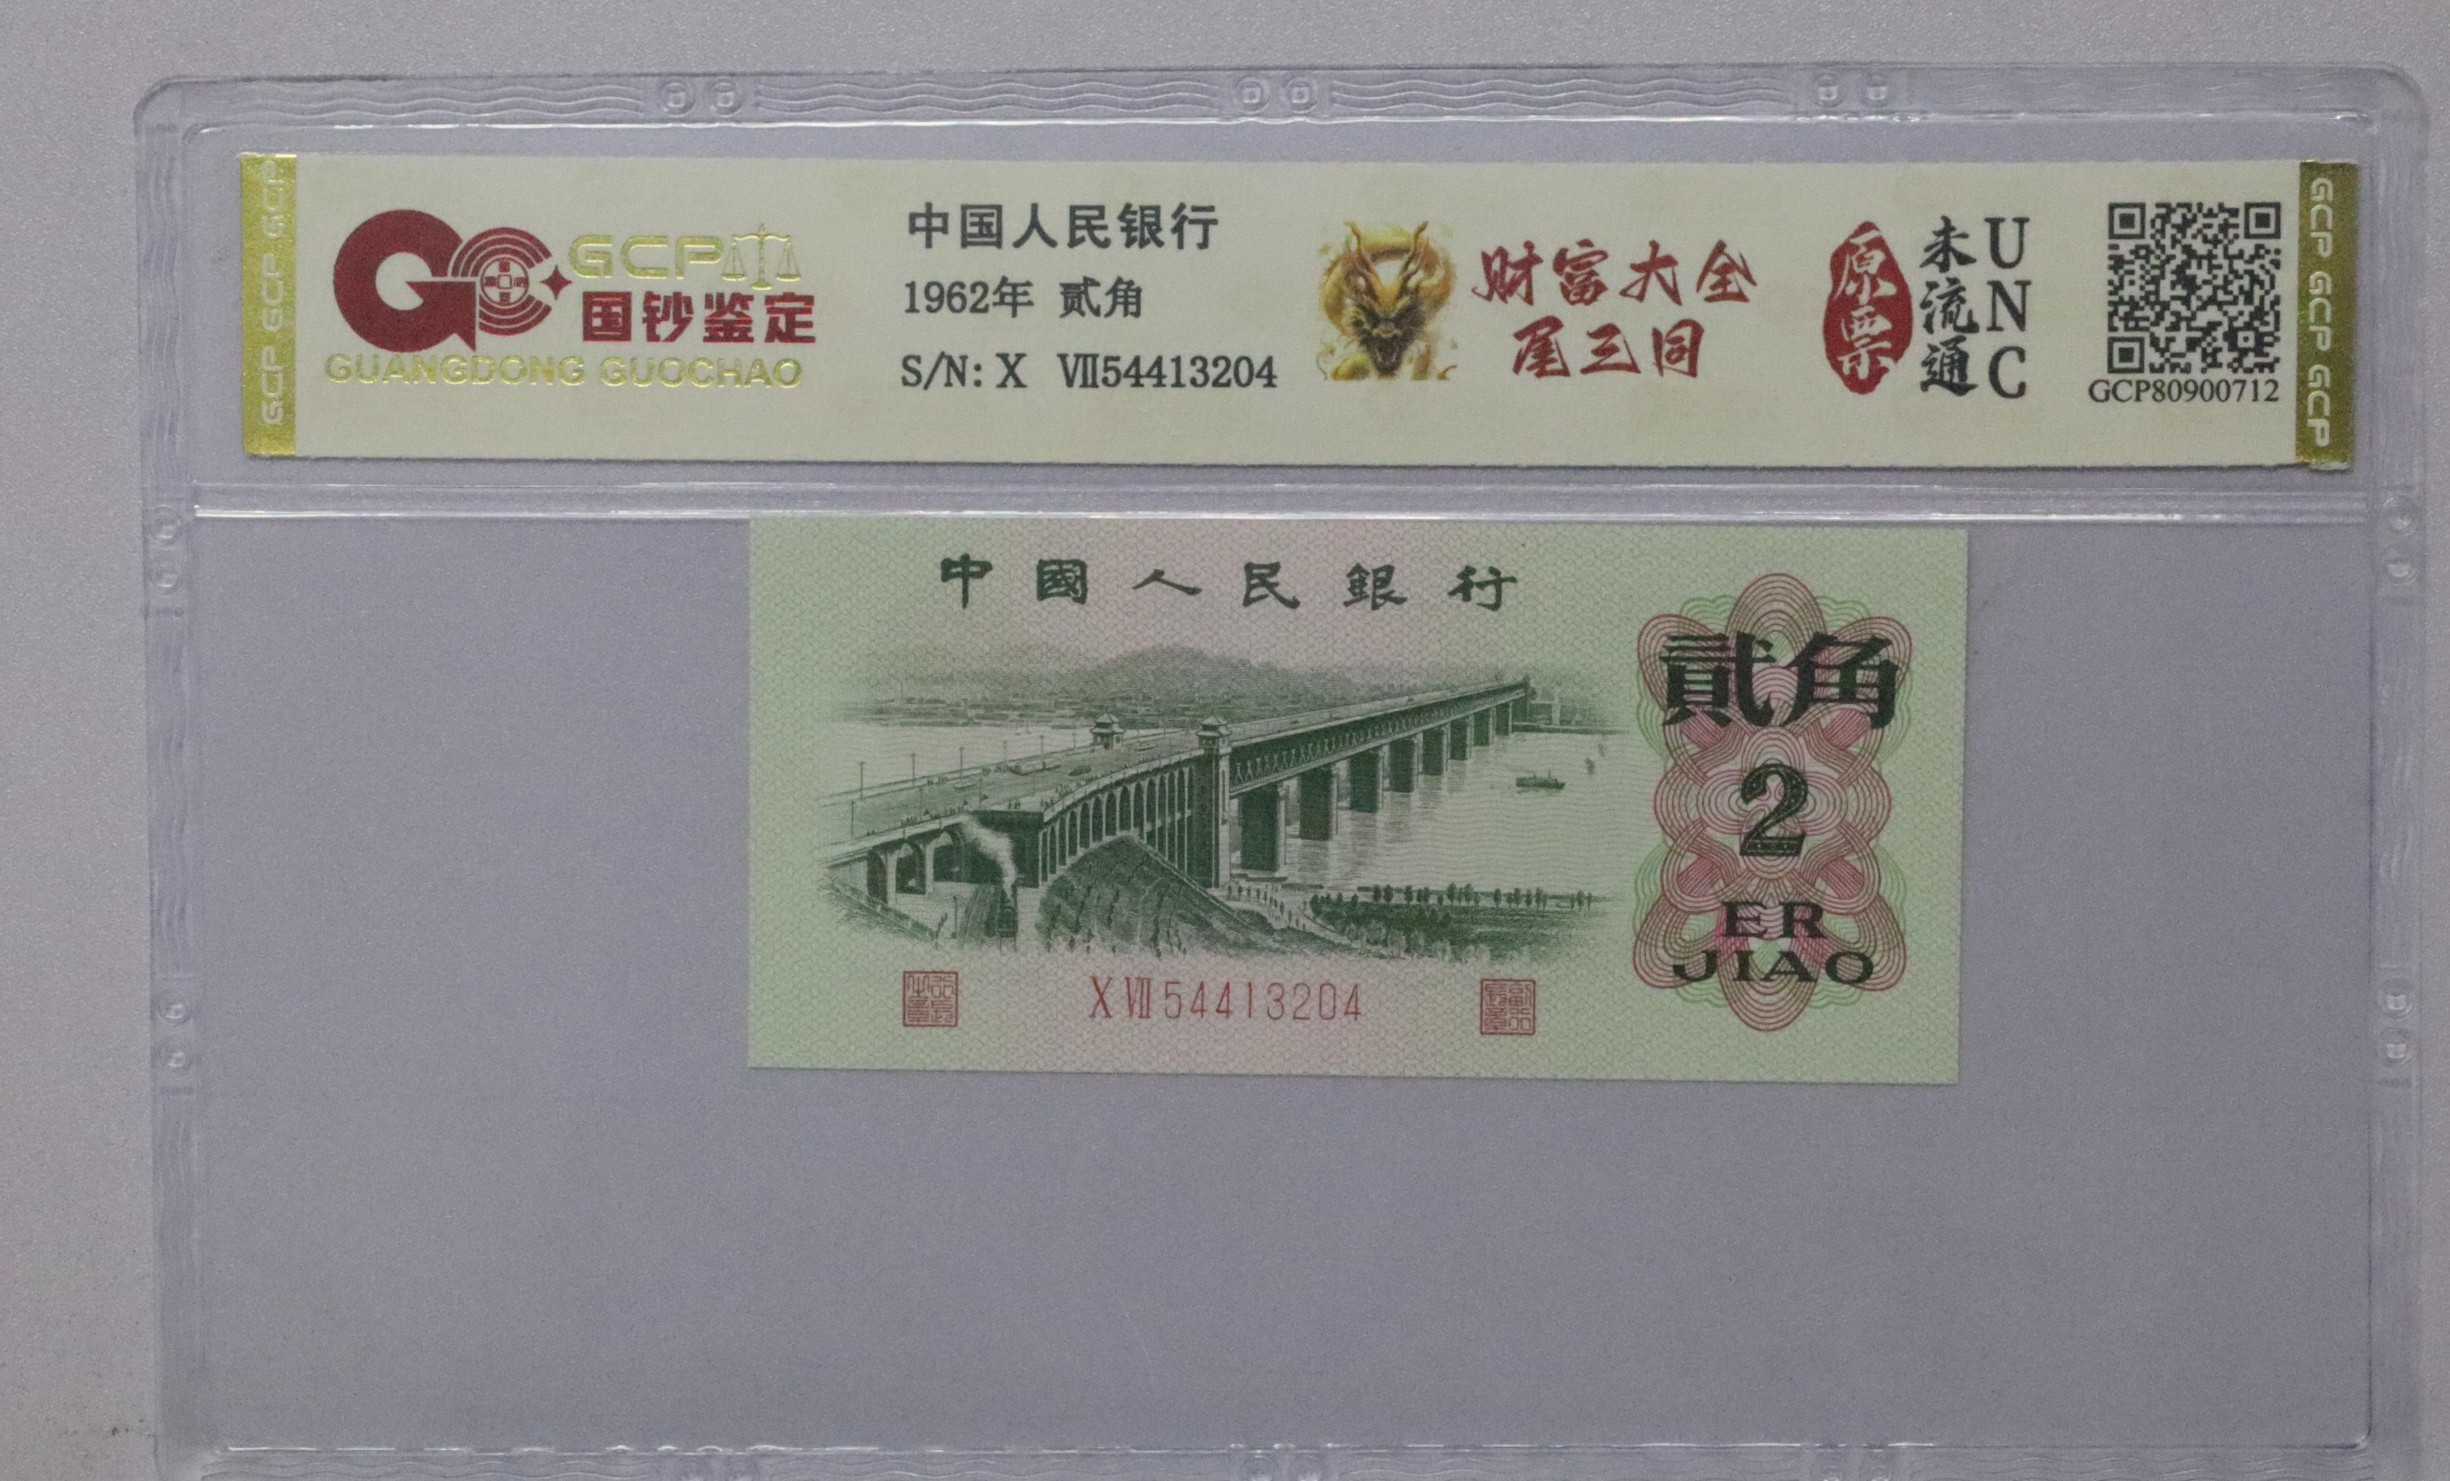 GCP GCP GCP
GCP
国钞鉴定
GUANGDONG GUOCHAO
中国人民银行
1962年 贰角
S/N: X Ⅶ54413204
财富大全
尾三同
原票
未流通
UNC
GCP80900712
GCP GCP GCP
中國人民銀行
貳角
2
ER
JIAO
X Ⅶ 54413204